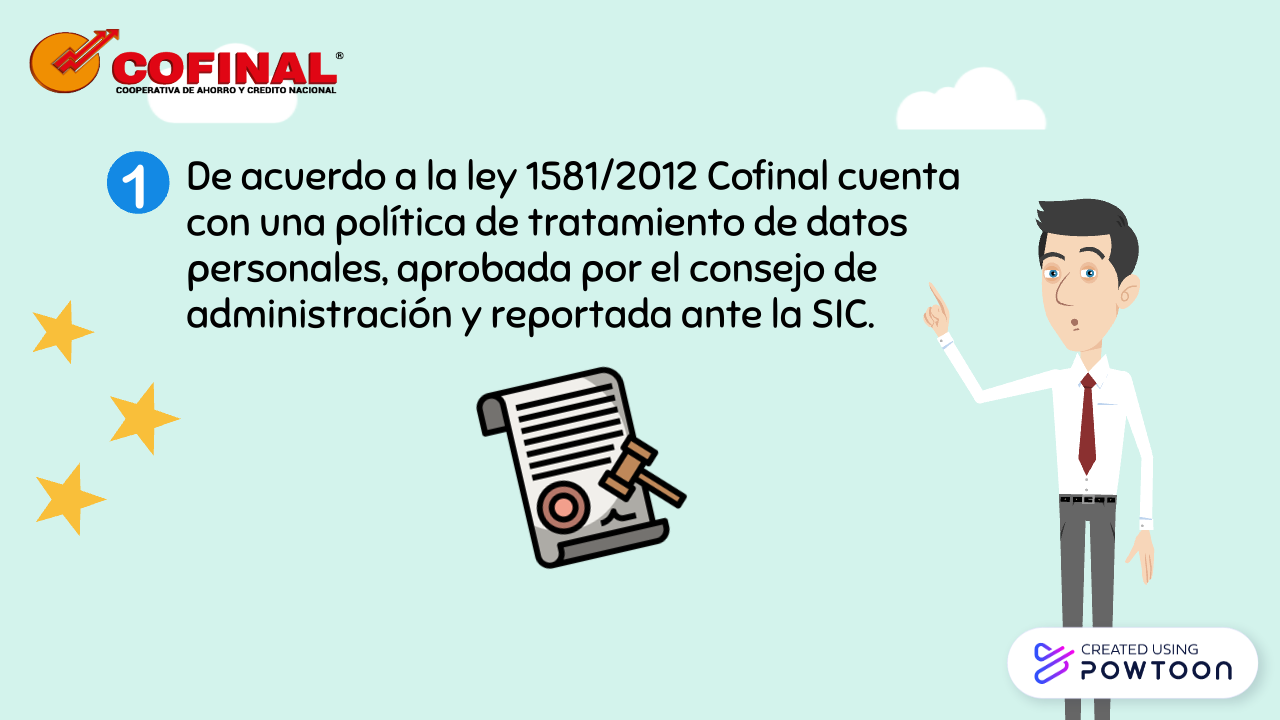 COFINAL®
COOPERATIVA DE AHORRO Y CREDITO NACIONAL
1
De acuerdo a la ley 1581/2012 Cofinal cuenta
con una política de tratamiento de datos
personales, aprobada por el consejo de
administración y reportada ante la SIC.
CREATED USING
POWTOON